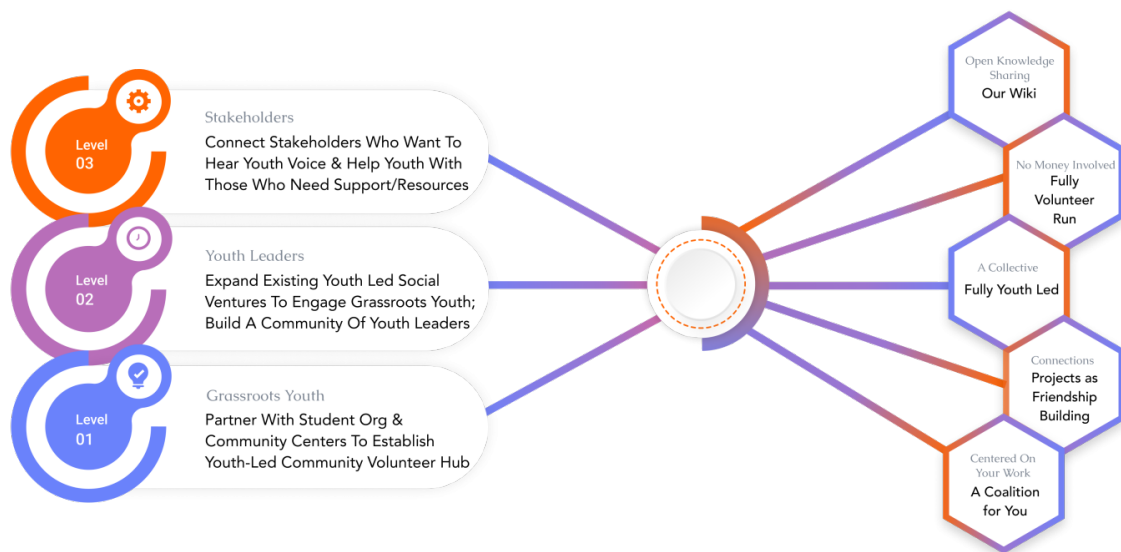 Level
03
Stakeholders
Connect Stakeholders Who Want To
Hear Youth Voice & Help Youth With
Those Who Need Support/Resources
Level
02
Youth Leaders
Expand Existing Youth Led Social
Ventures To Engage Grassroots Youth;
Build A Community Of Youth Leaders
Level
01
Grassroots Youth
Partner With Student Org &
Community Centers To Establish
Youth-Led Community Volunteer Hub
Open Knowledge
Sharing
Our Wiki
No Money Involved
Fully
Volunteer
Run
A Collective
Fully Youth Led
Connections
Projects as
Friendship
Building
Centered On
Your Work
A Coalition
for You